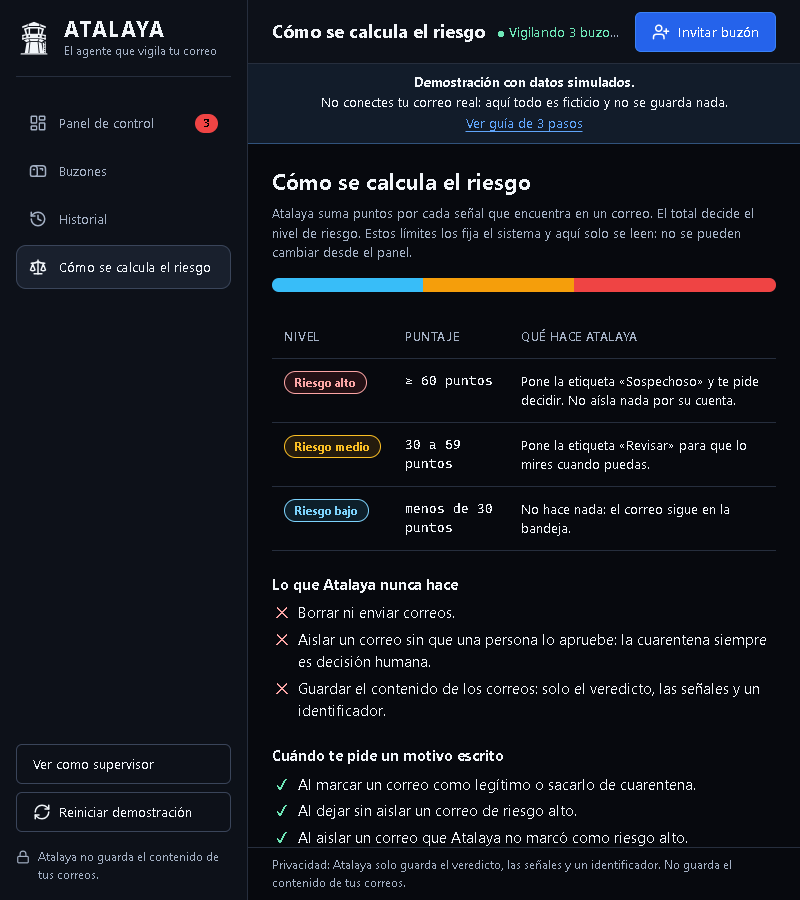 ATALAYA
El agente que vigila tu correo
Panel de control
3
Buzones
Historial
Cómo se calcula el riesgo
Ver como supervisor
Reiniciar demostración
Atalaya no guarda el contenido de
tus correos.
Cómo se calcula el riesgo
Vigilando 3 buzo...
Invitar buzón
Demostración con datos simulados.
No conectes tu correo real: aquí todo es ficticio y no se guarda nada.
Ver guía de 3 pasos
Cómo se calcula el riesgo
Atalaya suma puntos por cada señal que encuentra en un correo. El total decide el
nivel de riesgo. Estos límites los fija el sistema y aquí solo se leen: no se pueden
cambiar desde el panel.
NIVEL PUNTAJE QUÉ HACE ATALAYA
Riesgo alto ≥ 60 puntos Pone la etiqueta «Sospechoso» y te pide
decidir. No aísla nada por su cuenta.
Riesgo medio 30 a 59 Pone la etiqueta «Revisar» para que lo
puntos mires cuando puedas.
Riesgo bajo menos de 30 No hace nada: el correo sigue en la
puntos bandeja.
Lo que Atalaya nunca hace
Borrar ni enviar correos.
Aislar un correo sin que una persona lo apruebe: la cuarentena siempre
es decisión humana.
Guardar el contenido de los correos: solo el veredicto, las señales y un
identificador.
Cuándo te pide un motivo escrito
Al marcar un correo como legítimo o sacarlo de cuarentena.
Al dejar sin aislar un correo de riesgo alto.
Al aislar un correo que Atalaya no marcó como riesgo alto.
Privacidad: Atalaya solo guarda el veredicto, las señales y un identificador. No guarda el
contenido de tus correos.